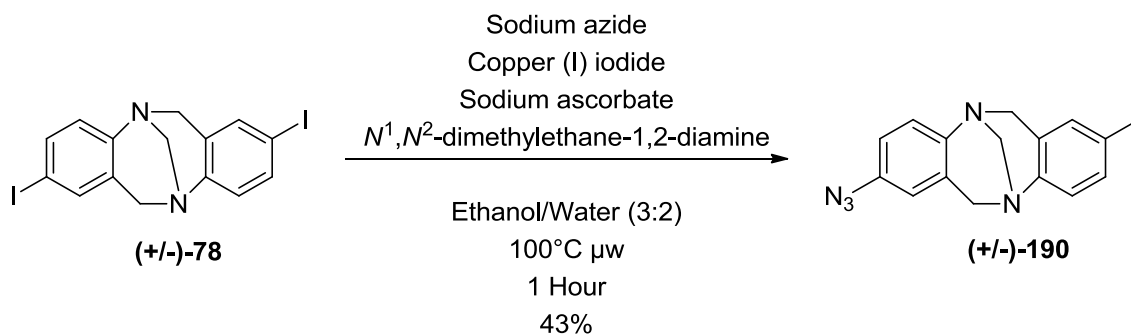 Sodium azide
Copper (I) iodide
Sodium ascorbate
N¹,N²-dimethylethane-1,2-diamine
N
I
I
N
(+/-)-78
Ethanol/Water (3:2)
100°C µw
1 Hour
43%
N
N₃
N
(+/-)-190